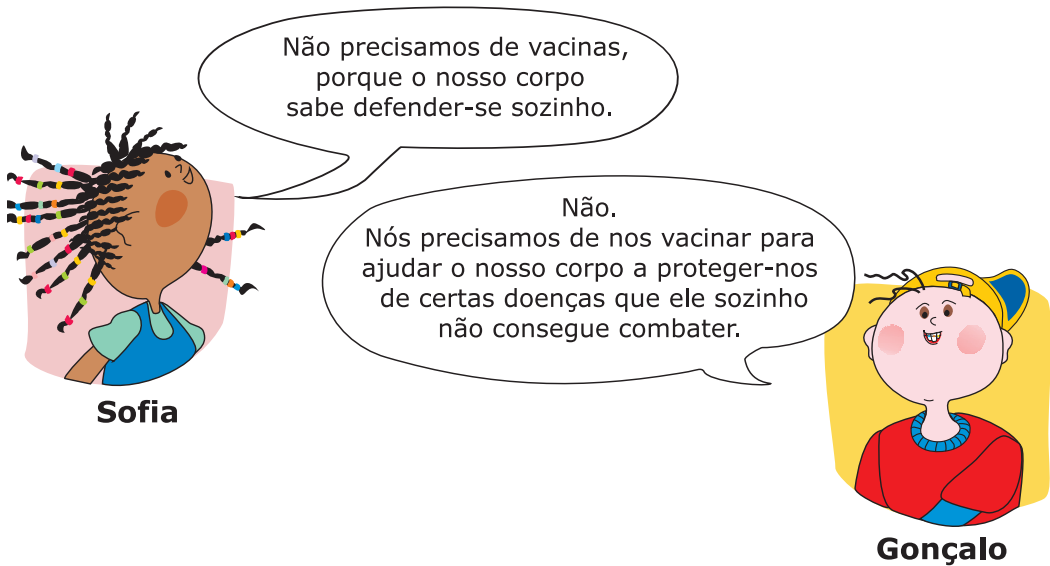 Não precisamos de vacinas,
porque o nosso corpo
sabe defender-se sozinho.
Sofia
Não.
Nós precisamos de nos vacinar para
ajudar o nosso corpo a proteger-nos
de certas doenças que ele sozinho
não consegue combater.
Gonçalo